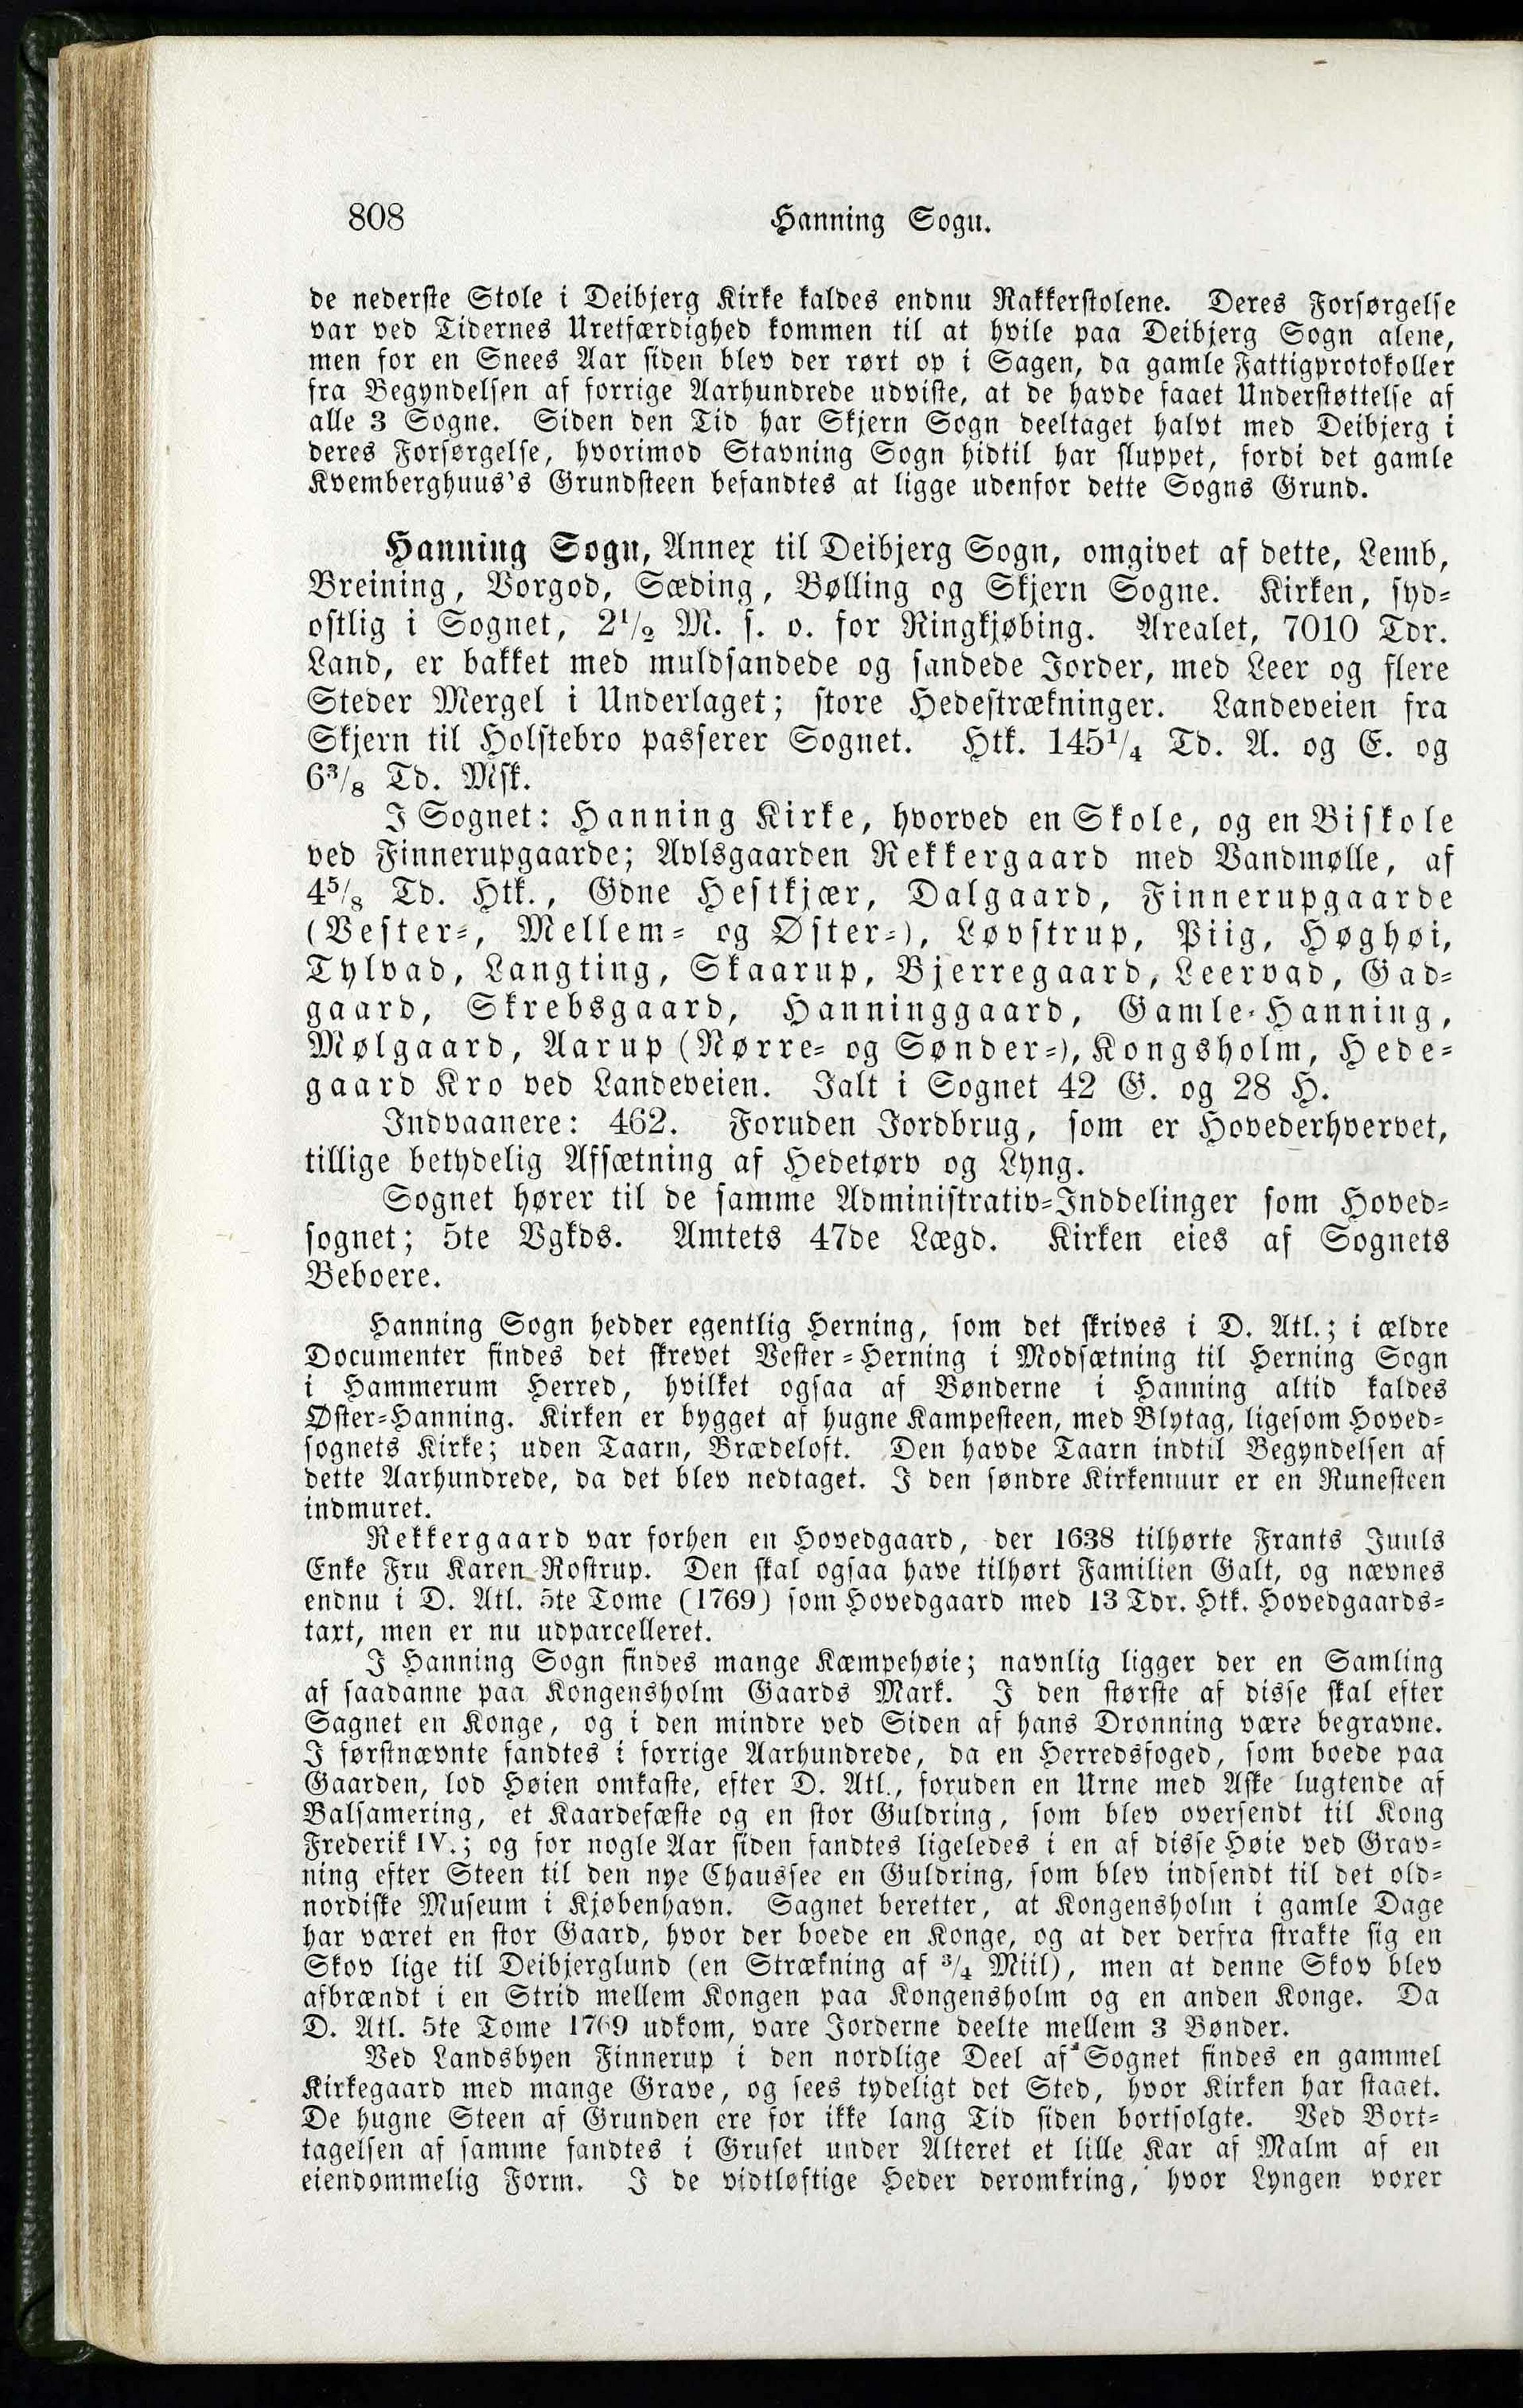 808
Hanning Sogn.
de nederste Stole i Deibjerg Kirke kaldes endnu Rakkerstolene. Deres Forsørgelse
var ved Tidernes Uretfærdighed kommen til at hvile paa Deibjerg Sogn alene,
men for en Snees Aar siden blev der rørt op i Sagen, da gamle Fattigprotokoller
fra Begyndelsen af forrige Aarhundrede udviste, at de havde faaet Understøttelse af
alle 3 Sogne. Siden den Tid har Skjern Sogn deeltaget halvt med Deibjerg i
deres Forsørgelse, hvorimod Stavning Sogn hidtil har sluppet, fordi det gamle
Kvemberghuus's Grundsteen befandtes at ligge udenfor dette Sogns Grund.
Hanning Sogn, Annex til Deibjerg Sogn, omgivet af dette, Lemb,
Breining, Vorgod, Sæding, Bølling og Skjern Sogne. Kirken, syd-
ostlig i Sognet, 2 1/2 M. s. o. for Ringkjøbing. Arealet, 7010 Tdr.
Land, er bakket med muldsandede og sandede Jorder, med Leer og flere
Steder Mergel i Underlaget; store Hedestrækninger. Landeveien fra
Skjern til Holstebro passerer Sognet. Htk. 145 1/4 Td. A. og E. og
6 3/8 Td. Msk.
I Sognet: Hanning Kirke, hvorved en Skole, og en Biskole
ved Finnerupgaarde; Avlsgaarden Rekkergaard med Vandmølle, af
4 5/8 Td. Htk., Gdne Hestkjær, Dalgaard, Finnerupgaarde
(Vester-, Mellem- og Øster-), Løvstrup, Piig, Høghøi,
Tylvad, Langting, Skaarup, Bjerregaard, Leervad, Gad-
gaard, Skrebsgaard, Hanninggaard, Gamle-Hanning,
Mølgaard, Aarup (Nørre- og Sønder-), Kongsholm, Hede-
gaard Kro ved Landeveien. Ialt i Sognet 42 G. og 28 H.
Indvaanere: 462. Foruden Jordbrug, som er Hovederhvervet,
tillige betydelig Afsætning af Hedetørv og Lyng.
Sognet hører til de samme Administrativ-Inddelinger som Hoved-
sognet; 5te Vgkds. Amtets 47de Lægd. Kirken eies af Sognets
Beboere.
Hanning Sogn hedder egentlig Herning, som det skrives i D. Atl.; i ældre
Documenter findes det skrevet Vester-Herning i Modsætning til Herning Sogn
i Hammerum Herred, hvilket ogsaa af Bønderne i Hanning altid kaldes
Øster-Hanning. Kirken er bygget af hugne Kampesteen, med Blytag, ligesom Hoved-
sognets Kirke; uden Taarn, Brædeloft. Den havde Taarn indtil Begyndelsen af
dette Aarhundrede, da det blev nedtaget. I den søndre Kirkemuur er en Runesteen
indmuret.
Rekkergaard var forhen en Hovedgaard, der 1638 tilhørte Frants Juuls
Enke Fru Karen Rostrup. Den skal ogsaa have tilhørt Familien Galt, og nævnes
endnu i D. Atl. 5te Tome (1769) som Hovedgaard med 13 Tdr. Htk. Hovedgaards-
taxt, men er nu udparcelleret.
I Hanning Sogn findes mange Kæmpehøie; navnlig ligger der en Samling
af saadanne paa Kongensholm Gaards Mark. I den største af disse skal efter
Sagnet en Konge, og i den mindre ved Siden af hans Dronning være begravne.
I førstnævnte fandtes i forrige Aarhundrede, da en Herredsfoged, som boede paa
Gaarden, lod Høien omkaste, efter D. Atl., foruden en Urne med Aske lugtende af
Balsamering, et Kaardefæste og en stor Guldring, som blev oversendt til Kong
Frederik IV.; og for nogle Aar siden fandtes ligeledes i en af disse Høie ved Grav-
ning efter Steen til den nye Chaussee en Guldring, som blev indsendt til det old-
nordiske Museum i Kjøbenhavn. Sagnet beretter, at Kongensholm i gamle Dage
har været en stor Gaard, hvor der boede en Konge, og at der derfra strakte sig en
Skov lige til Deibjerglund (en Strækning af 3/4 Miil), men at denne Skov blev
afbrændt i en Strid mellem Kongen paa Kongensholm og en anden Konge. Da
D. Atl. 5te Tome 1769 udkom, vare Jorderne deelte mellem 3 Bønder.
Ved Landsbyen Finnerup i den nordlige Deel af Sognet findes en gammel
Kirkegaard med mange Grave, og sees tydeligt det Sted, hvor Kirken har staaet.
De hugne Steen af Grunden ere for ikke lang Tid siden bortsolgte. Ved Bort-
tagelsen af samme fandtes i Gruset under Alteret et lille Kar af Malm af en
eiendommelig Form. I de vidtløftige Heder deromkring, hvor Lyngen voxer